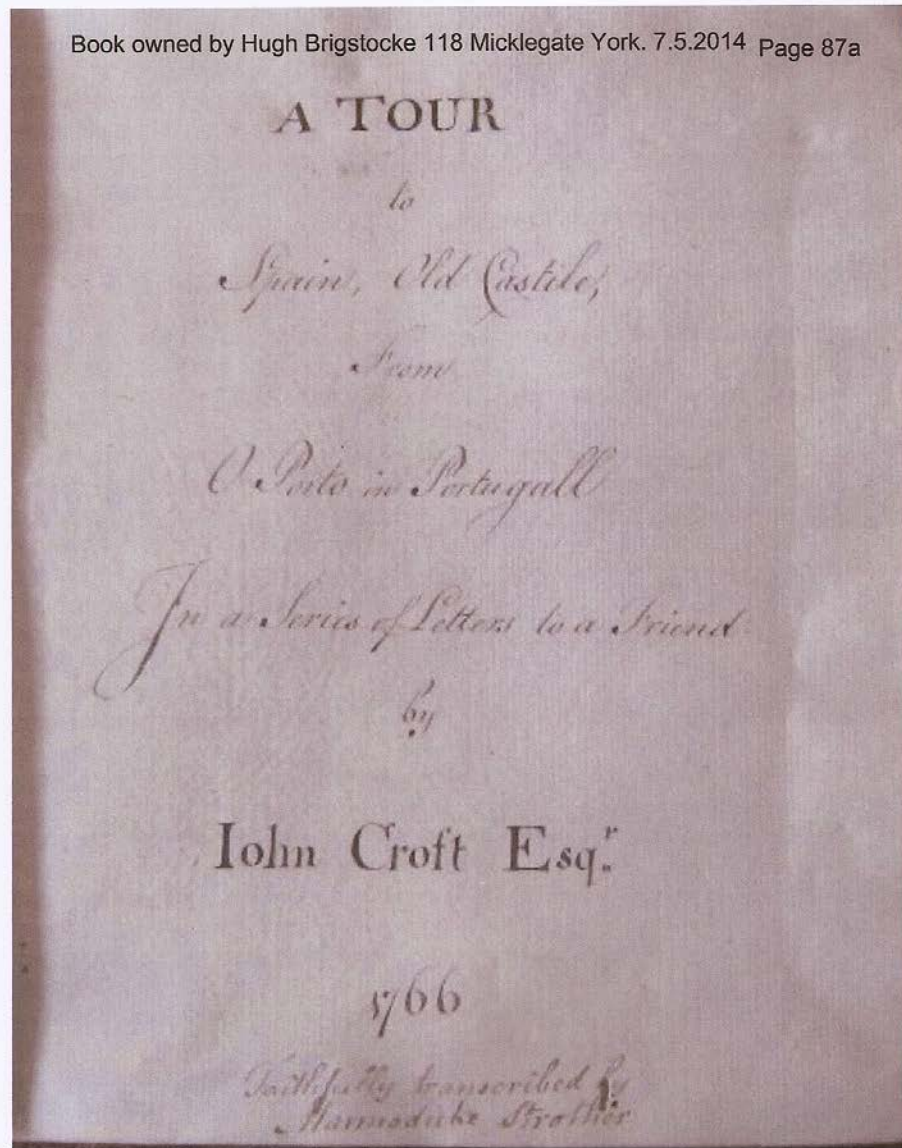 Book owned by Hugh Brigstocke 118 Micklegate York. 7.5.2014 Page 87a
A TOUR
to
Spain, Old Castile,
From
O Porto in Portugall
In a Series of Letters to a Friend
by
Iohn Croft Esqr.
1766
Faithfully transcribed by
Marmaduke Strother